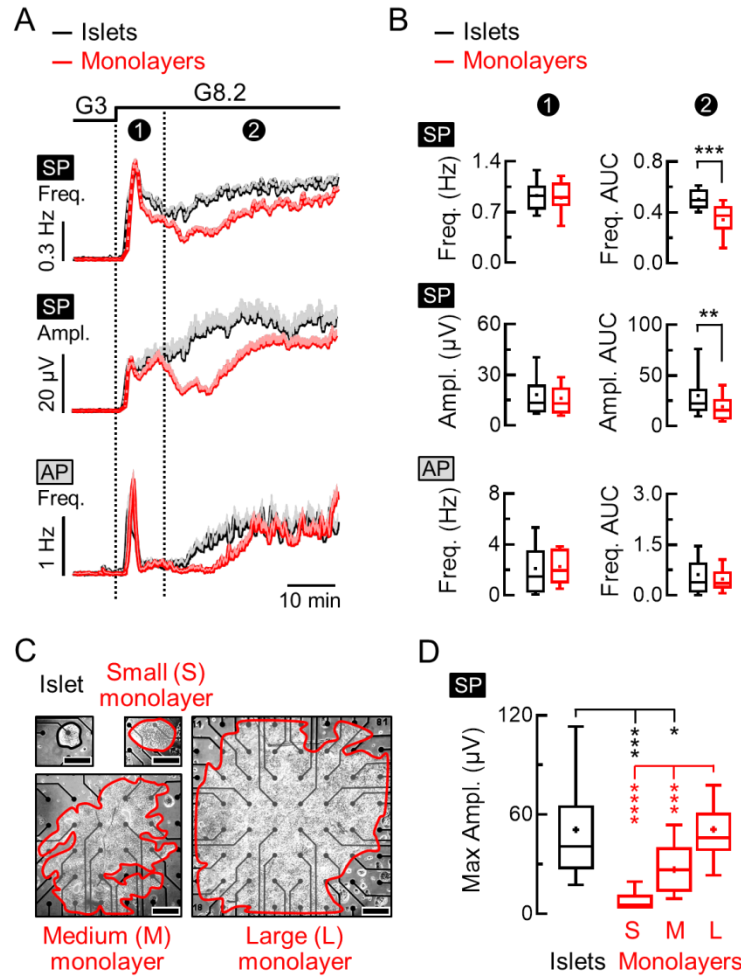 A
Islets
Monolayers
G3
G8.2
1
2
SP
Freq.
0.3 Hz
SP
Ampl.
20 µV
AP
Freq.
1 Hz
10 min
B
Islets
Monolayers
1
2
SP
Freq. (Hz)
1.4
0.7
0.0
Freq. AUC
0.8
0.4
0.0
***
SP
Ampl. (µV)
60
30
0
Ampl. AUC
100
50
0
**
AP
Freq. (Hz)
8
4
0
Freq. AUC
3.0
1.5
0.0
C
Islet
Small (S)
monolayer
Medium (M)
monolayer
Large (L)
monolayer
D
SP
Max Ampl. (µV)
120
60
0
***
*
****
***
S M L
Islets Monolayers